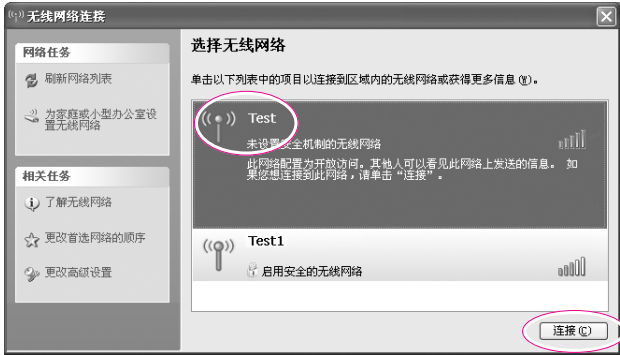 无线网络连接
网络任务
刷新网络列表
为家庭或小型办公室设
置无线网络
相关任务
了解无线网络
更改首选网络的顺序
更改高级设置
选择无线网络
单击以下列表中的项目以连接到区域内的无线网络或获得更多信息(W)。
Test
未设置安全机制的无线网络
此网络配置为开放访问。其他人可以看见此网络上发送的信息。 如
果您想连接到此网络，请单击“连接”。
Test1
启用安全的无线网络
连接(C)